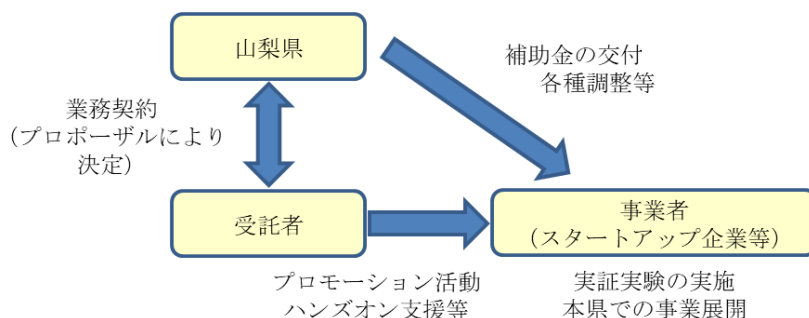 山梨県
補助金の交付
各種調整等
業務契約
（プロポーザルにより
決定）
受託者
事業者
（スタートアップ企業等）
プロモーション活動
ハンズオン支援等
実証実験の実施
本県での事業展開